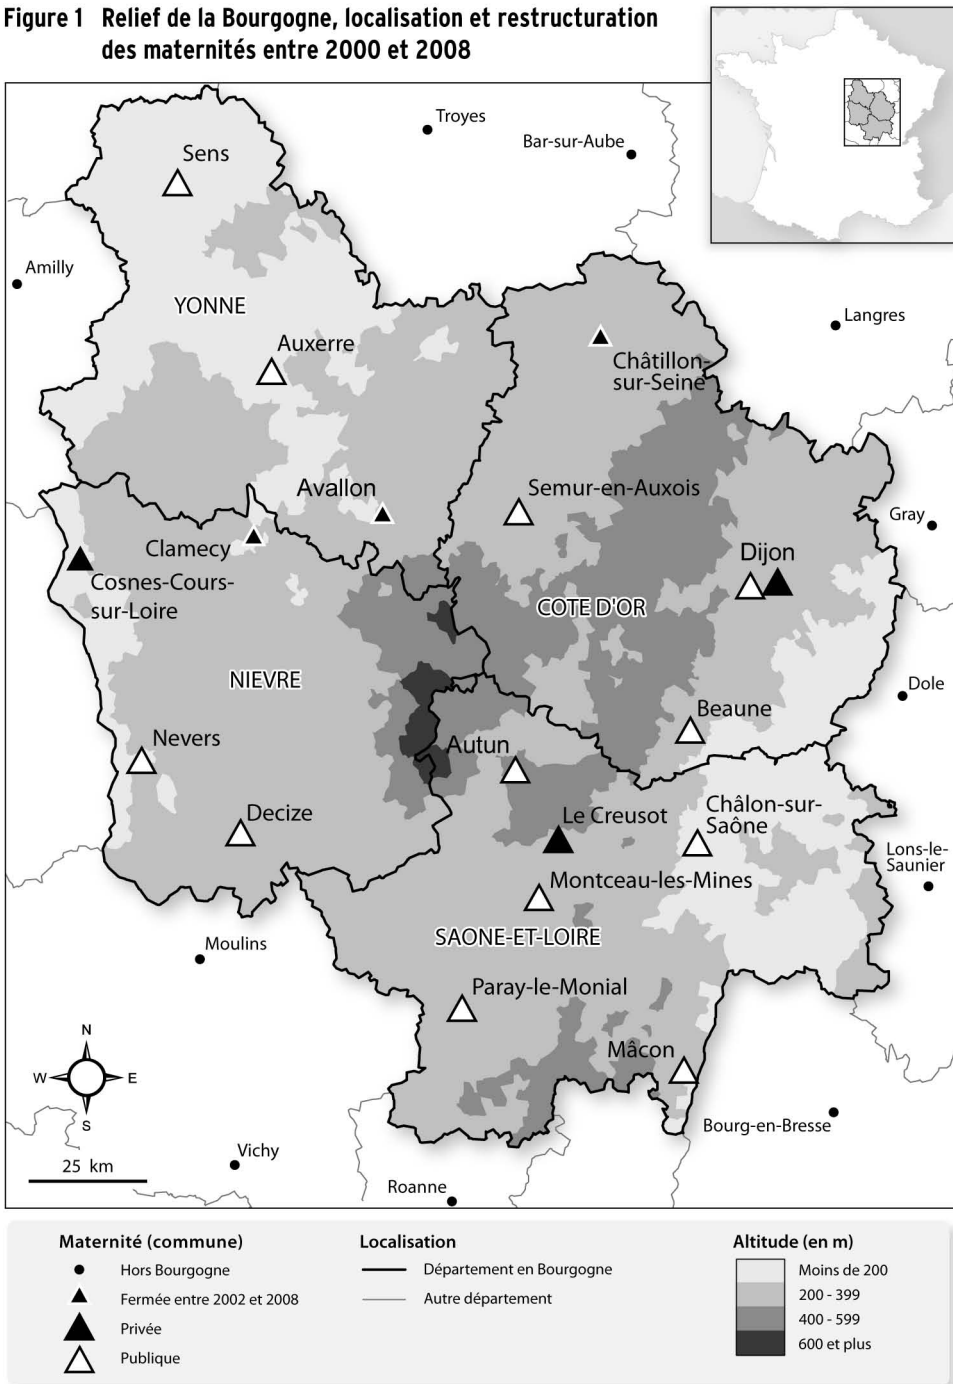 Figure 1 Relief de la Bourgogne, localisation et restructuration
des maternités entre 2000 et 2008
Troyes
Bar-sur-Aube
Sens
Amilly
YONNE
Langres
Auxerre
Châtillon-
sur-Seine
Avallon
Semur-en-Auxois
Gray
Clamecy
Dijon
Cosnes-Cours-
sur-Loire
COTE D'OR
NIEVRE
Dole
Beaune
Nevers
Autun
Decize
Le Creusot
Châlon-sur-
Saône
Lons-le-
Saunier
Montceau-les-Mines
SAONE-ET-LOIRE
Moulins
Paray-le-Monial
Mâcon
N
W
E
S
Bourg-en-Bresse
Vichy
25 km
Roanne
Maternité (commune)
Hors Bourgogne
Fermée entre 2002 et 2008
Privée
Publique
Localisation
Département en Bourgogne
Autre département
Altitude (en m)
Moins de 200
200 - 399
400 - 599
600 et plus